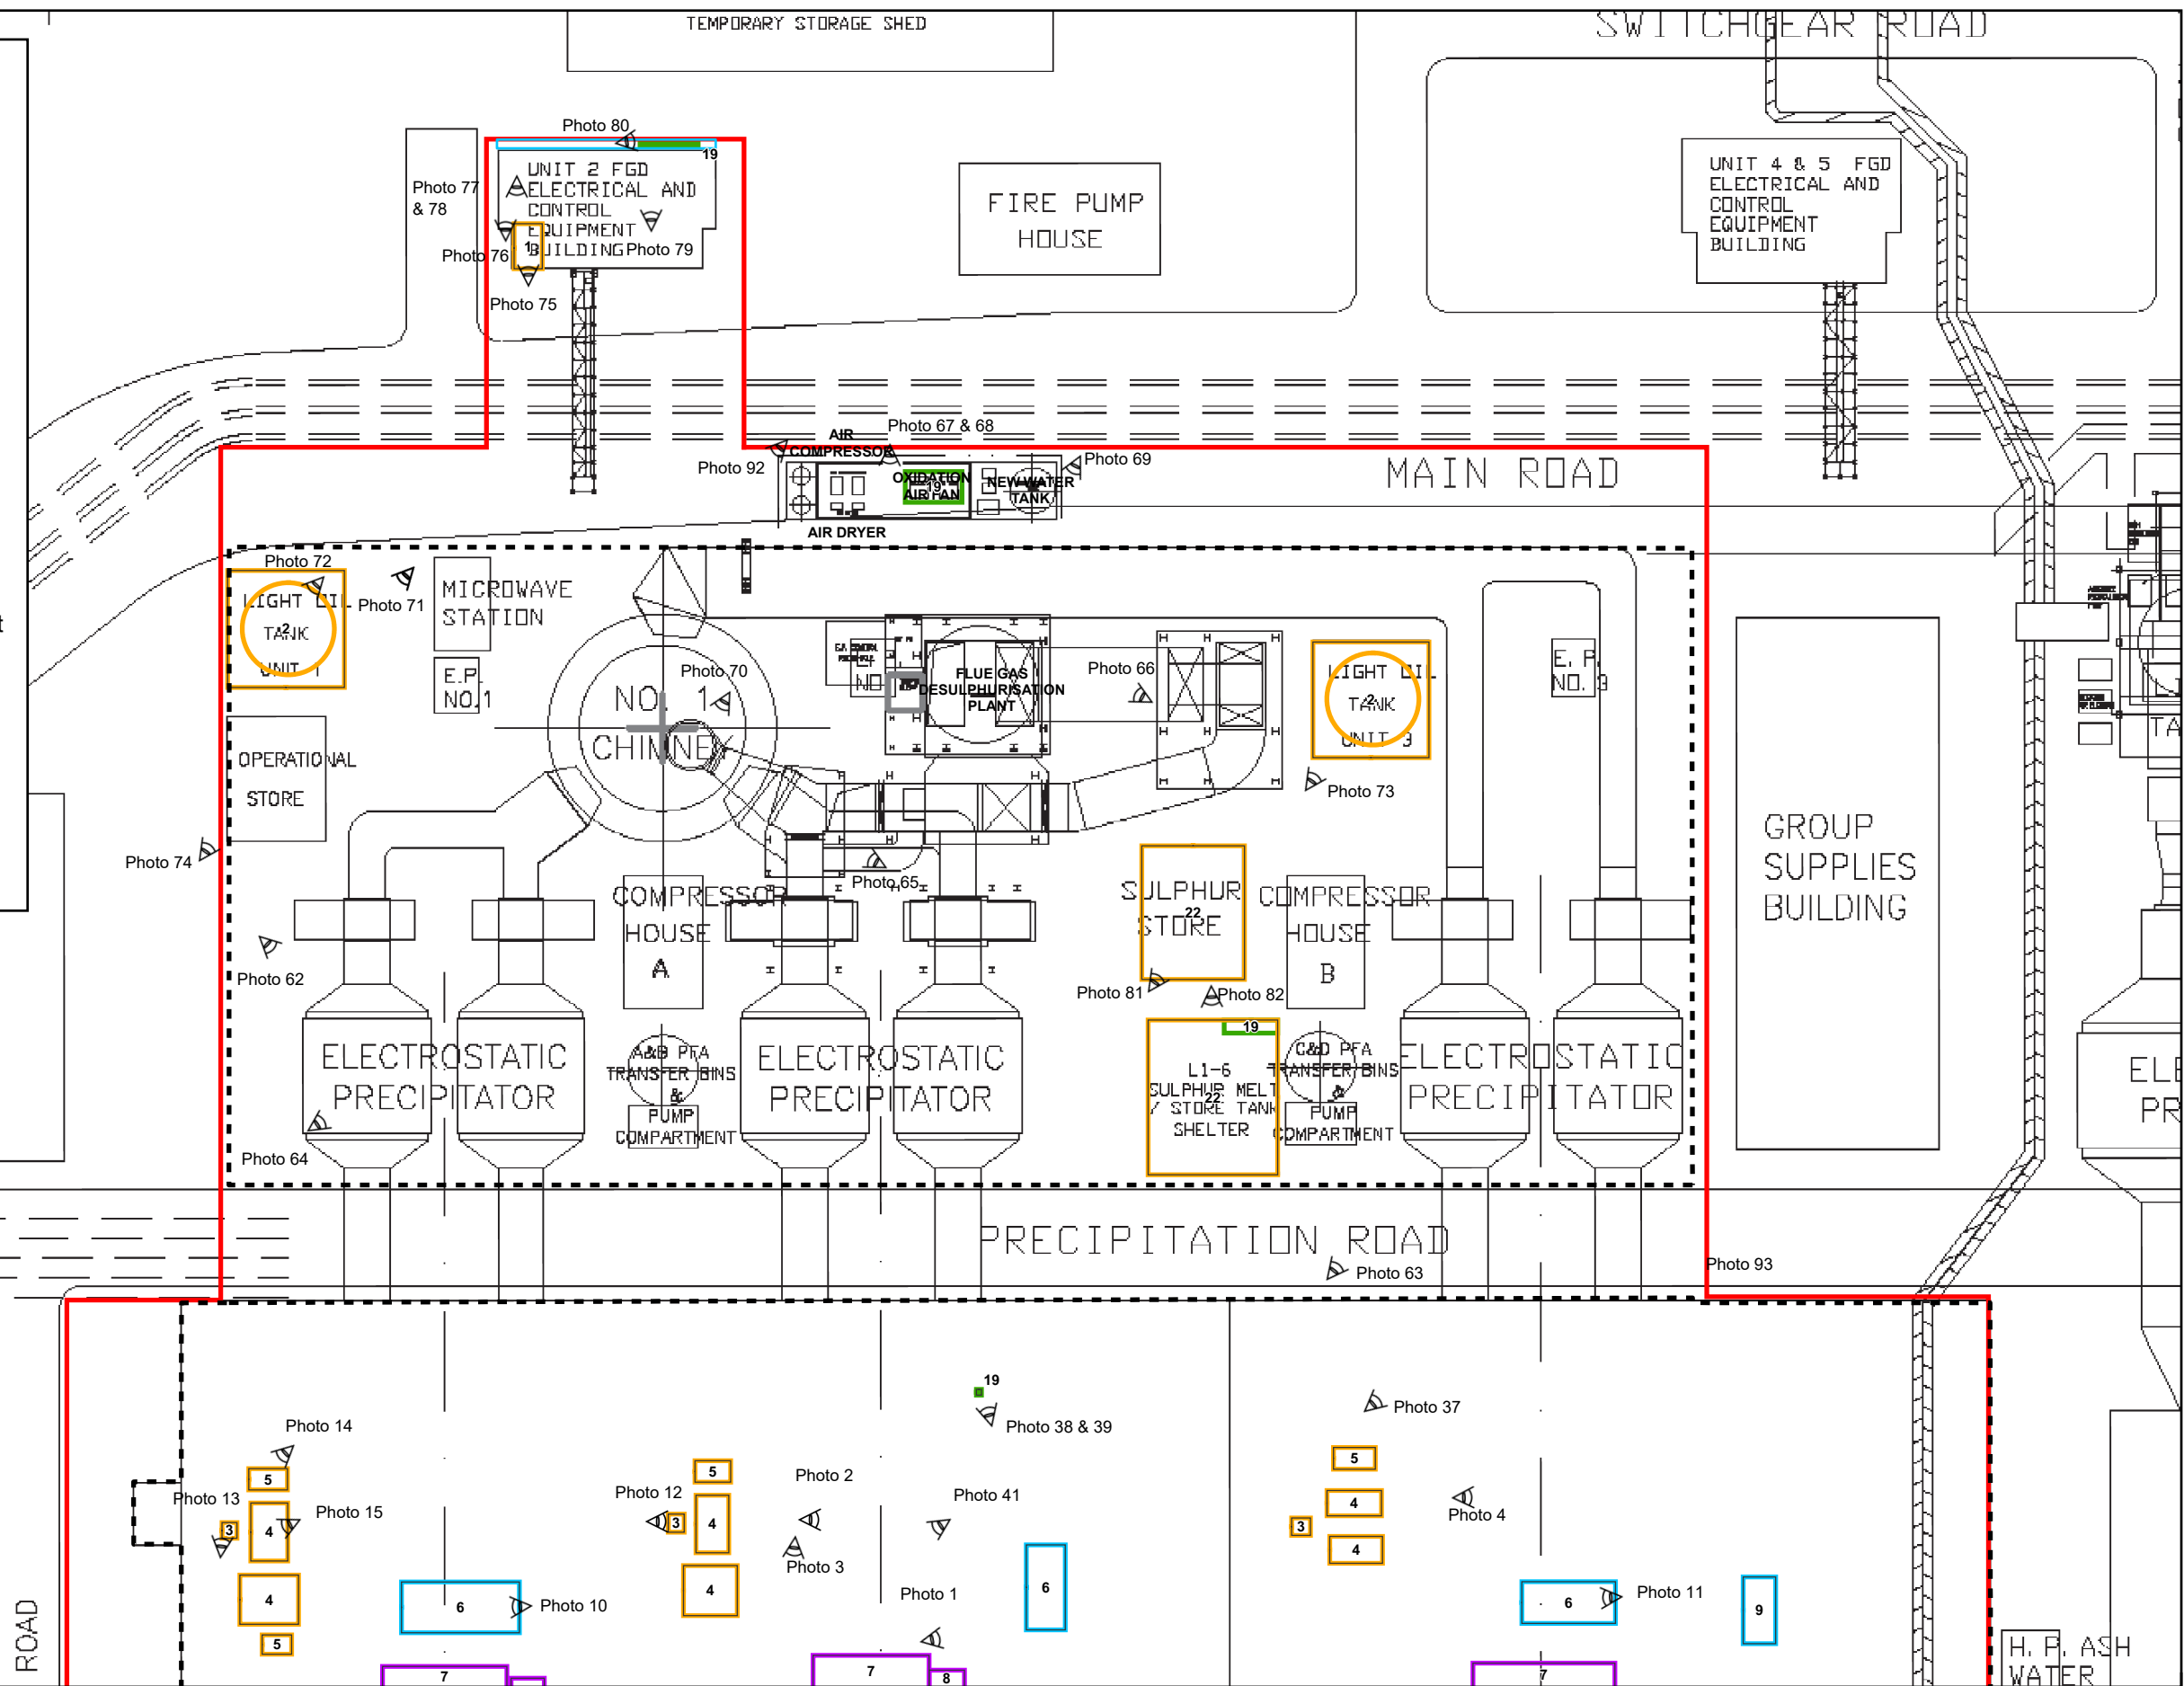 TEMPORARY STORAGE SHED
SWITCHGEAR ROAD
Photo 80
19
UNIT 2 FGD
ELECTRICAL AND
CONTROL
EQUIPMENT
BUILDING
Photo 77
& 78
1
Photo 76
Photo 79
Photo 75
FIRE PUMP
HOUSE
UNIT 4 & 5 FGD
ELECTRICAL AND
CONTROL
EQUIPMENT
BUILDING
Photo 67 & 68
AIR
COMPRESSOR
Photo 92
Photo 69
OXIDATION
AIR FAN
19
NEW WATER
TANK
MAIN ROAD
AIR DRYER
Photo 72
LIGHT OIL
TANK
2
UNIT 1
Photo 71
MICROWAVE
STATION
E.P.
NO.1
Photo 70
NO. 1
CHIMNEY
NO
FLUE GAS
DESULPHURISATION
PLANT
Photo 66
LIGHT OIL
TANK
2
UNIT 3
E. P.
NO. 3
OPERATIONAL
STORE
Photo 73
Photo 74
Photo 65
GROUP
SUPPLIES
BUILDING
TA
COMPRESSOR
HOUSE
A
SULPHUR
STORE
22
COMPRESSOR
HOUSE
B
Photo 62
Photo 81
Photo 82
19
ELECTROSTATIC
PRECIPITATOR
A&B PFA
TRANSFER BINS
&
PUMP
COMPARTMENT
ELECTROSTATIC
PRECIPITATOR
L1-6
SULPHUR MELT
/ STORE TANK
SHELTER
22
C&D PFA
TRANSFER BINS
&
PUMP
COMPARTMENT
ELECTROSTATIC
PRECIPITATOR
ELE
PR
Photo 64
PRECIPITATION ROAD
Photo 63
Photo 93
19
Photo 38 & 39
Photo 37
Photo 14
5
Photo 13
3
4
Photo 15
4
5
Photo 12
5
3
4
4
Photo 2
Photo 3
Photo 41
Photo 1
5
4
3
4
Photo 4
6
Photo 10
6
6
Photo 11
9
ROAD
7
7
8
7
H. P. ASH
WATER